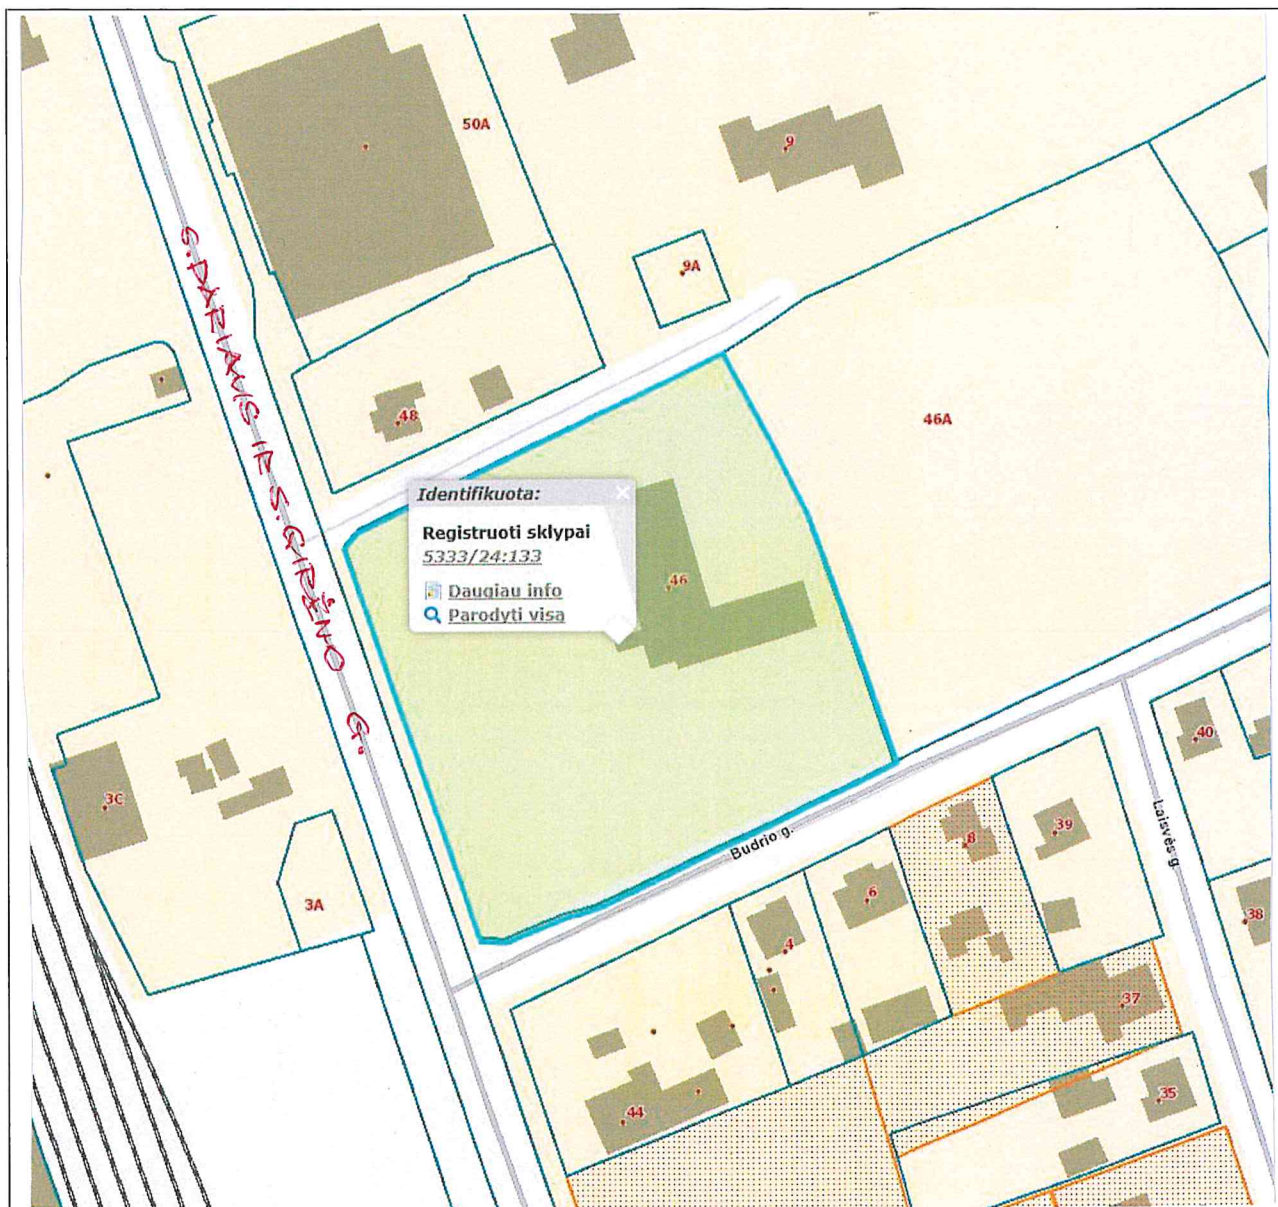 50A
9
9A
48
46A
S. DARIAUS IR S. GIRĖNO G.
Identifikuota:
Registruoti sklypai
5333/24:133
Daugiau info
Parodyti visa
46
40
3C
Budrio g.
Laisvės g.
8
39
3A
6
38
4
37
44
35